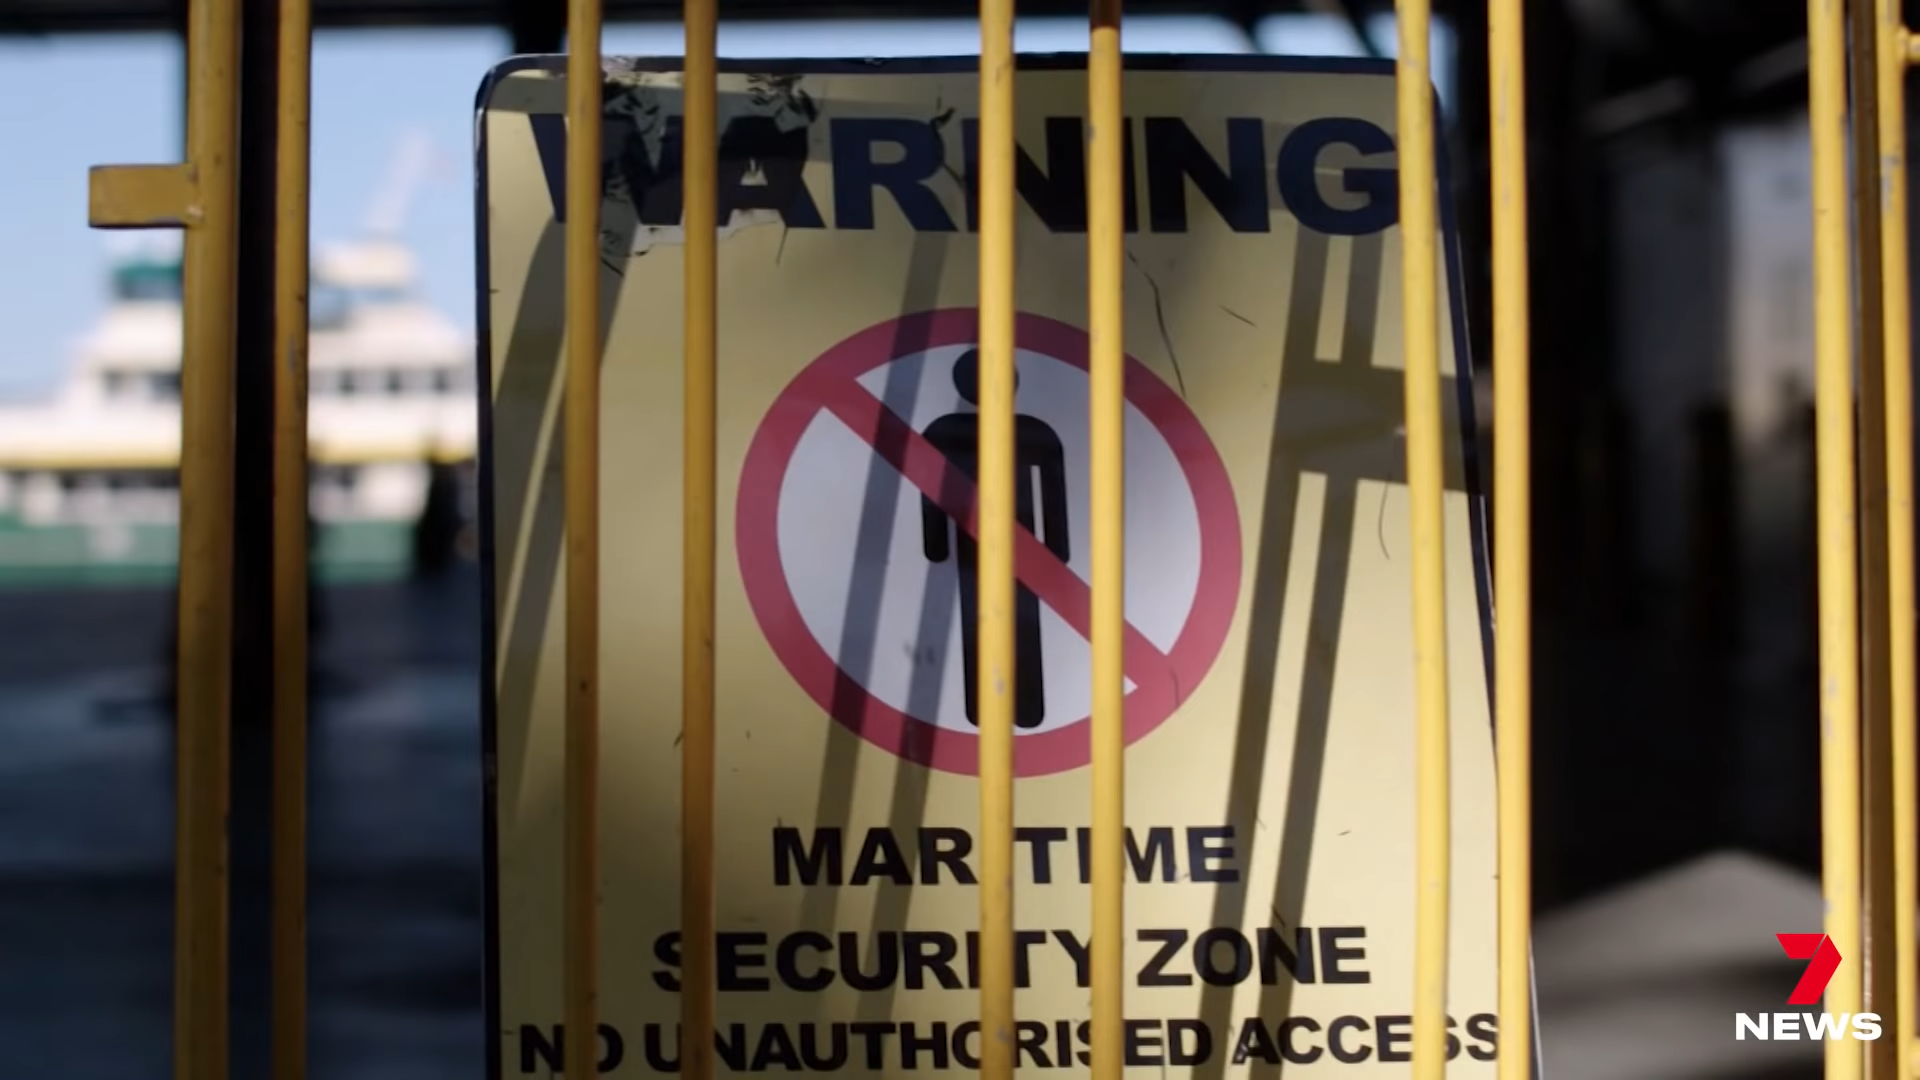 WARNING
MARITIME
SECURITY ZONE
NO UNAUTHORISED ACCESS
7
NEWS